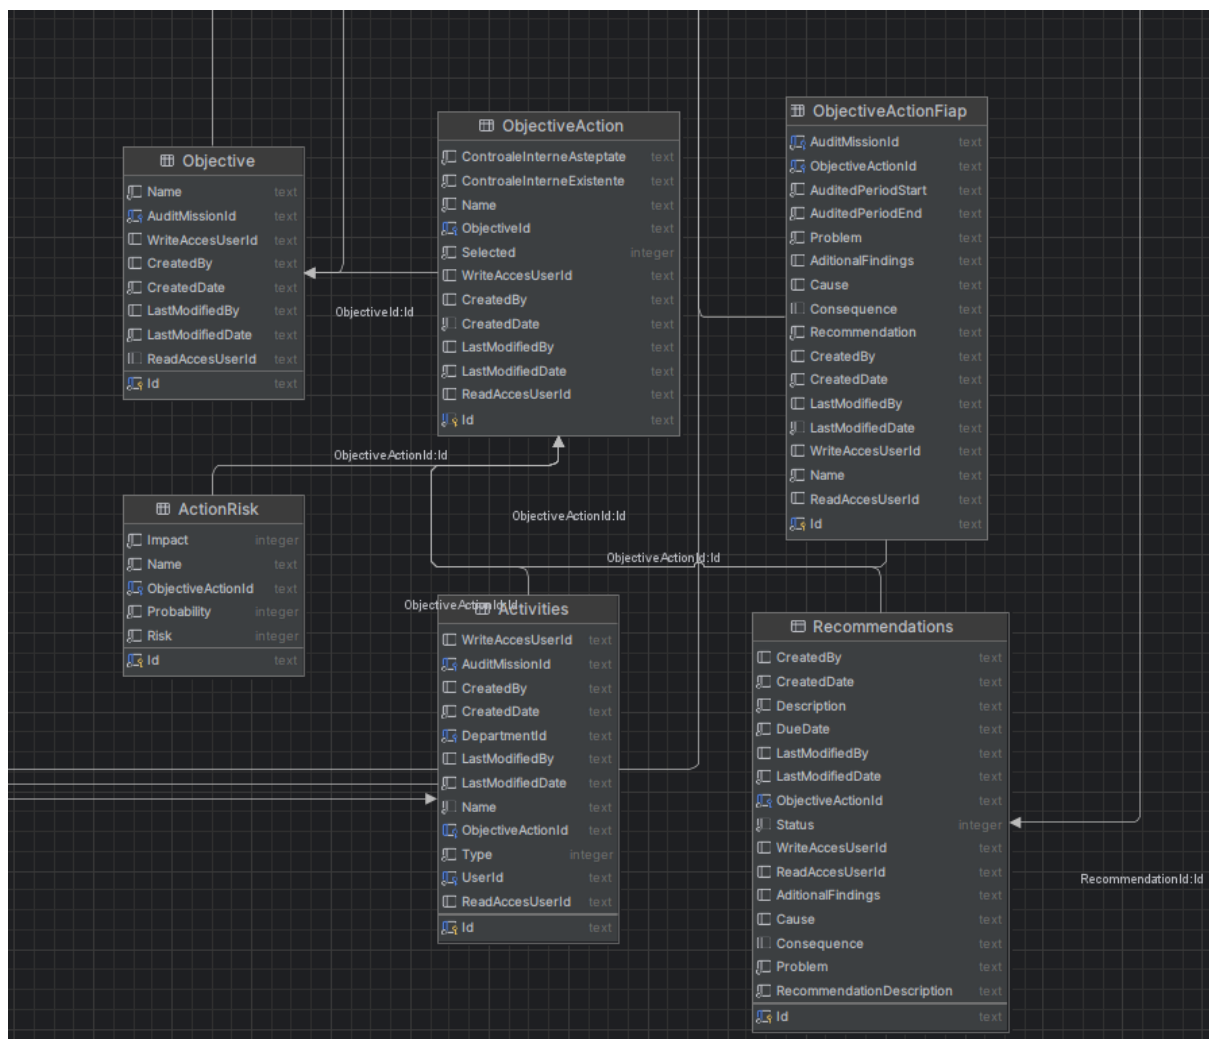 Objective
Name text
AuditMissionId text
WriteAccesUserId text
CreatedBy text
CreatedDate text
LastModifiedBy text
LastModifiedDate text
ReadAccesUserId text
Id text
ObjectiveId:Id
ObjectiveAction
ControaleInterneAsteptate text
ControaleInterneExistente text
Name text
ObjectiveId text
Selected integer
WriteAccesUserId text
CreatedBy text
CreatedDate text
LastModifiedBy text
LastModifiedDate text
ReadAccesUserId text
Id text
ObjectiveActionFiap
AuditMissionId text
ObjectiveActionId text
AuditedPeriodStart text
AuditedPeriodEnd text
Problem text
AditionalFindings text
Cause text
Consequence text
Recommendation text
CreatedBy text
CreatedDate text
LastModifiedBy text
LastModifiedDate text
WriteAccesUserId text
Name text
ReadAccesUserId text
Id text
ObjectiveActionId:Id
ObjectiveActionId:Id
ObjectiveActionId:Id
ObjectiveActionId:Id
ActionRisk
Impact integer
Name text
ObjectiveActionId text
Probability integer
Risk integer
Id text
Activities
WriteAccesUserId text
AuditMissionId text
CreatedBy text
CreatedDate text
DepartmentId text
LastModifiedBy text
LastModifiedDate text
Name text
ObjectiveActionId text
Type integer
UserId text
ReadAccesUserId text
Id text
Recommendations
CreatedBy text
CreatedDate text
Description text
DueDate text
LastModifiedBy text
LastModifiedDate text
ObjectiveActionId text
Status integer
WriteAccesUserId text
ReadAccesUserId text
AditionalFindings text
Cause text
Consequence text
Problem text
RecommendationDescription text
Id text
RecommendationId:Id